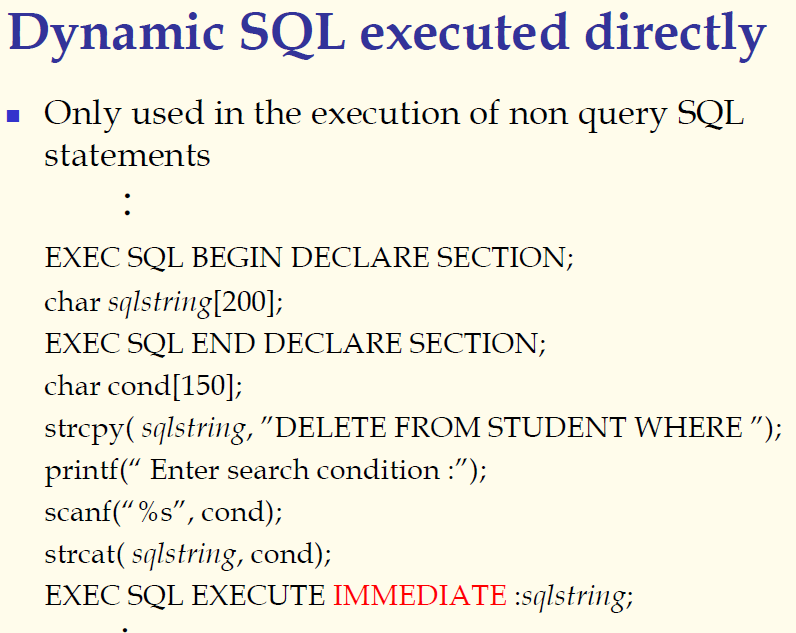 Dynamic SQL executed directly
Only used in the execution of non query SQL
statements
:
EXEC SQL BEGIN DECLARE SECTION;
char sqlstring[200];
EXEC SQL END DECLARE SECTION;
char cond[150];
strcpy( sqlstring, ”DELETE FROM STUDENT WHERE ”);
printf(“ Enter search condition :”);
scanf(“%s”, cond);
strcat( sqlstring, cond);
EXEC SQL EXECUTE IMMEDIATE :sqlstring;
: